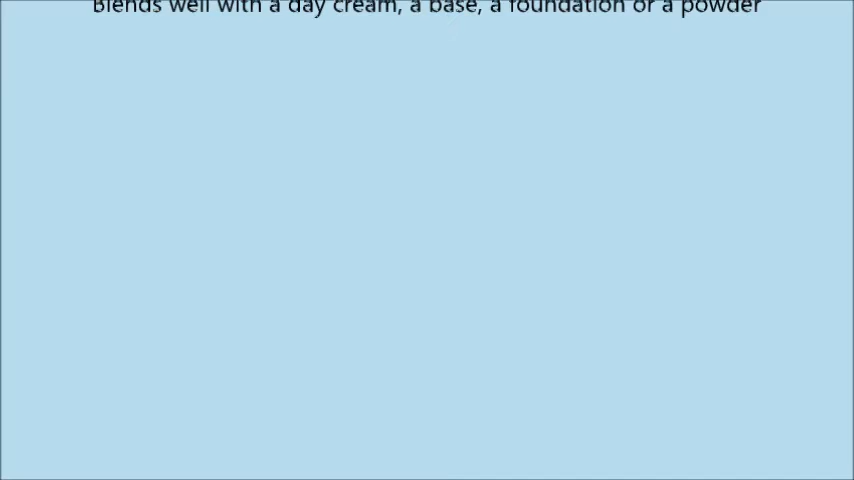 Blends well with a day cream, a base, a foundation or a powder